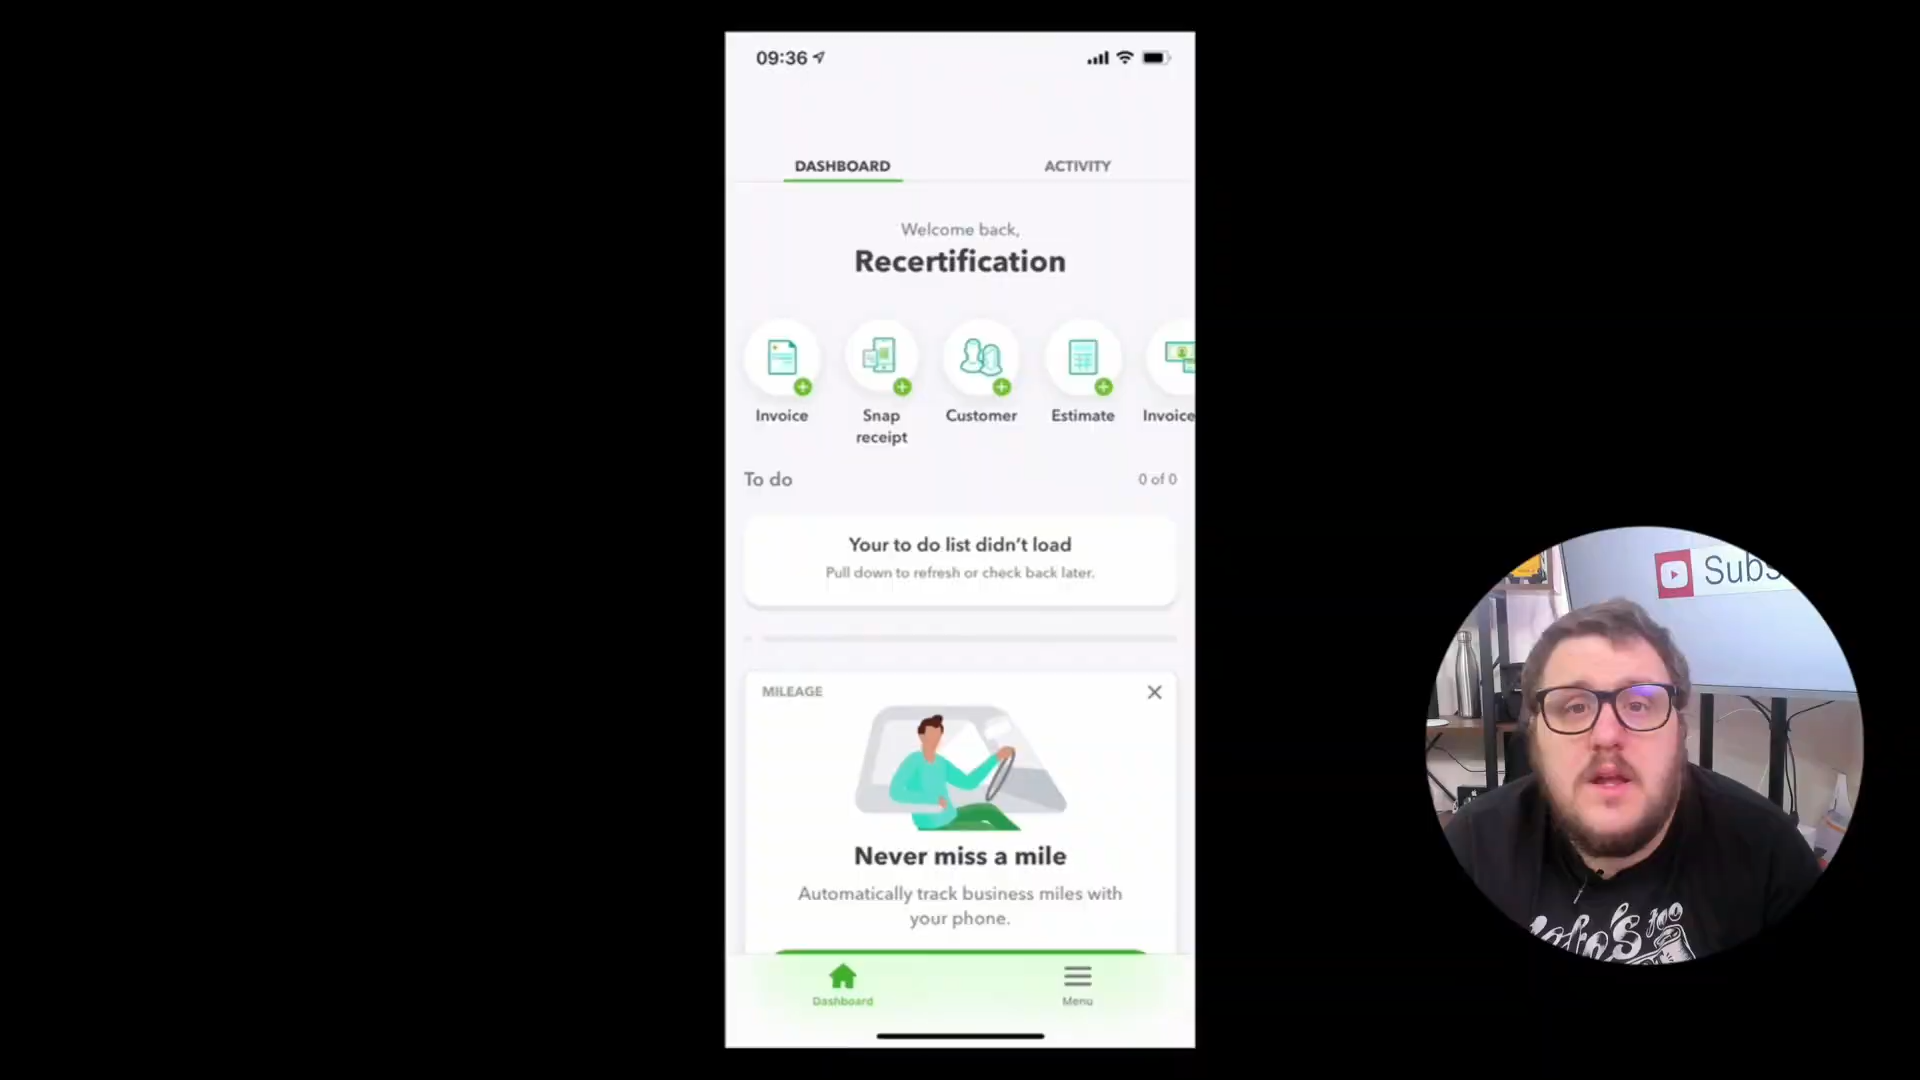 09:36
DASHBOARD
ACTIVITY
Welcome back,
Recertification
Invoice
Snap
receipt
Customer
Estimate
Invoice
To do
0 of 0
Your to do list didn’t load
Pull down to refresh or check back later.
MILEAGE
Never miss a mile
Automatically track business miles with
your phone.
Dashboard
Menu
Subs